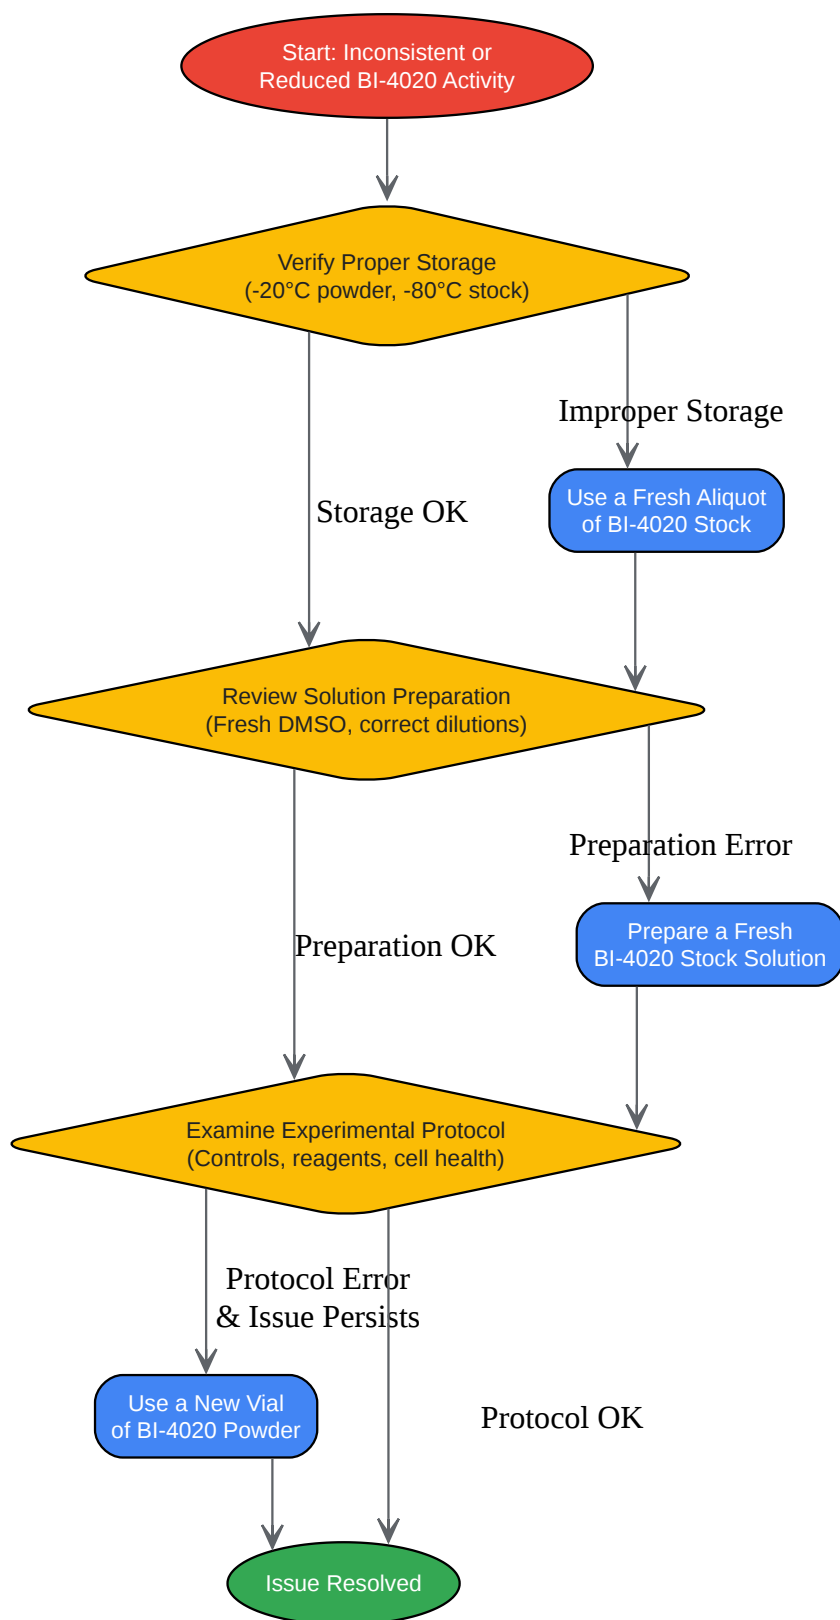 Start: Inconsistent or
Reduced BI-4020 Activity
Verify Proper Storage
(-20°C powder, -80°C stock)
Improper Storage
Use a Fresh Aliquot
of BI-4020 Stock
Storage OK
Review Solution Preparation
(Fresh DMSO, correct dilutions)
Preparation Error
Prepare a Fresh
BI-4020 Stock Solution
Preparation OK
Examine Experimental Protocol
(Controls, reagents, cell health)
Protocol Error
& Issue Persists
Use a New Vial
of BI-4020 Powder
Protocol OK
Issue Resolved